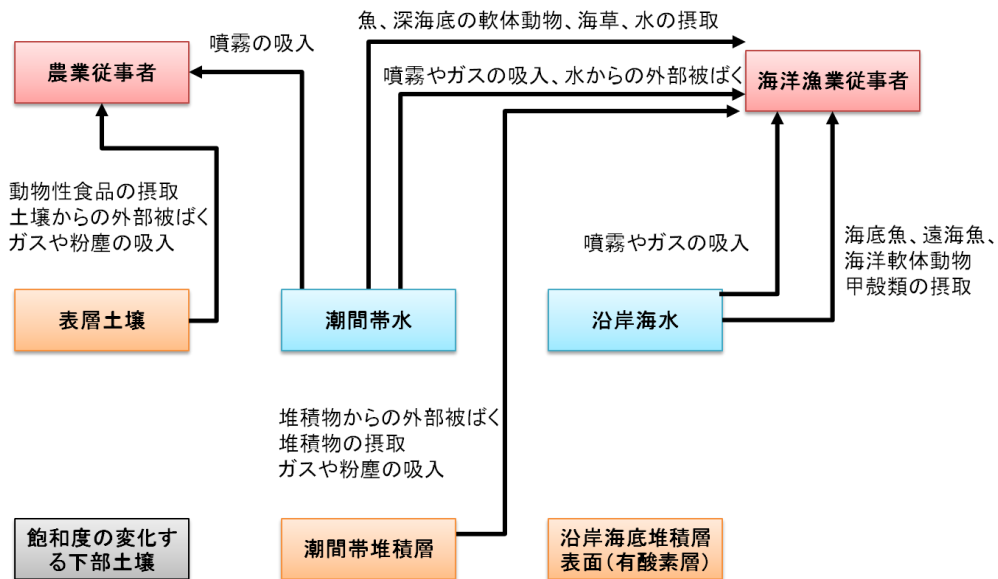 魚、深海底の軟体動物、海草、水の摂取
噴霧の吸入
農業従事者
噴霧やガスの吸入、水からの外部被ばく
海洋漁業従事者
動物性食品の摂取
土壌からの外部被ばく
ガスや粉塵の吸入
噴霧やガスの吸入
海底魚、遠海魚、
海洋軟体動物
甲殻類の摂取
表層土壌
潮間帯水
沿岸海水
堆積物からの外部被ばく
堆積物の摂取
ガスや粉塵の吸入
飽和度の変化す
る下部土壌
潮間帯堆積層
沿岸海底堆積層
表面(有酸素層)